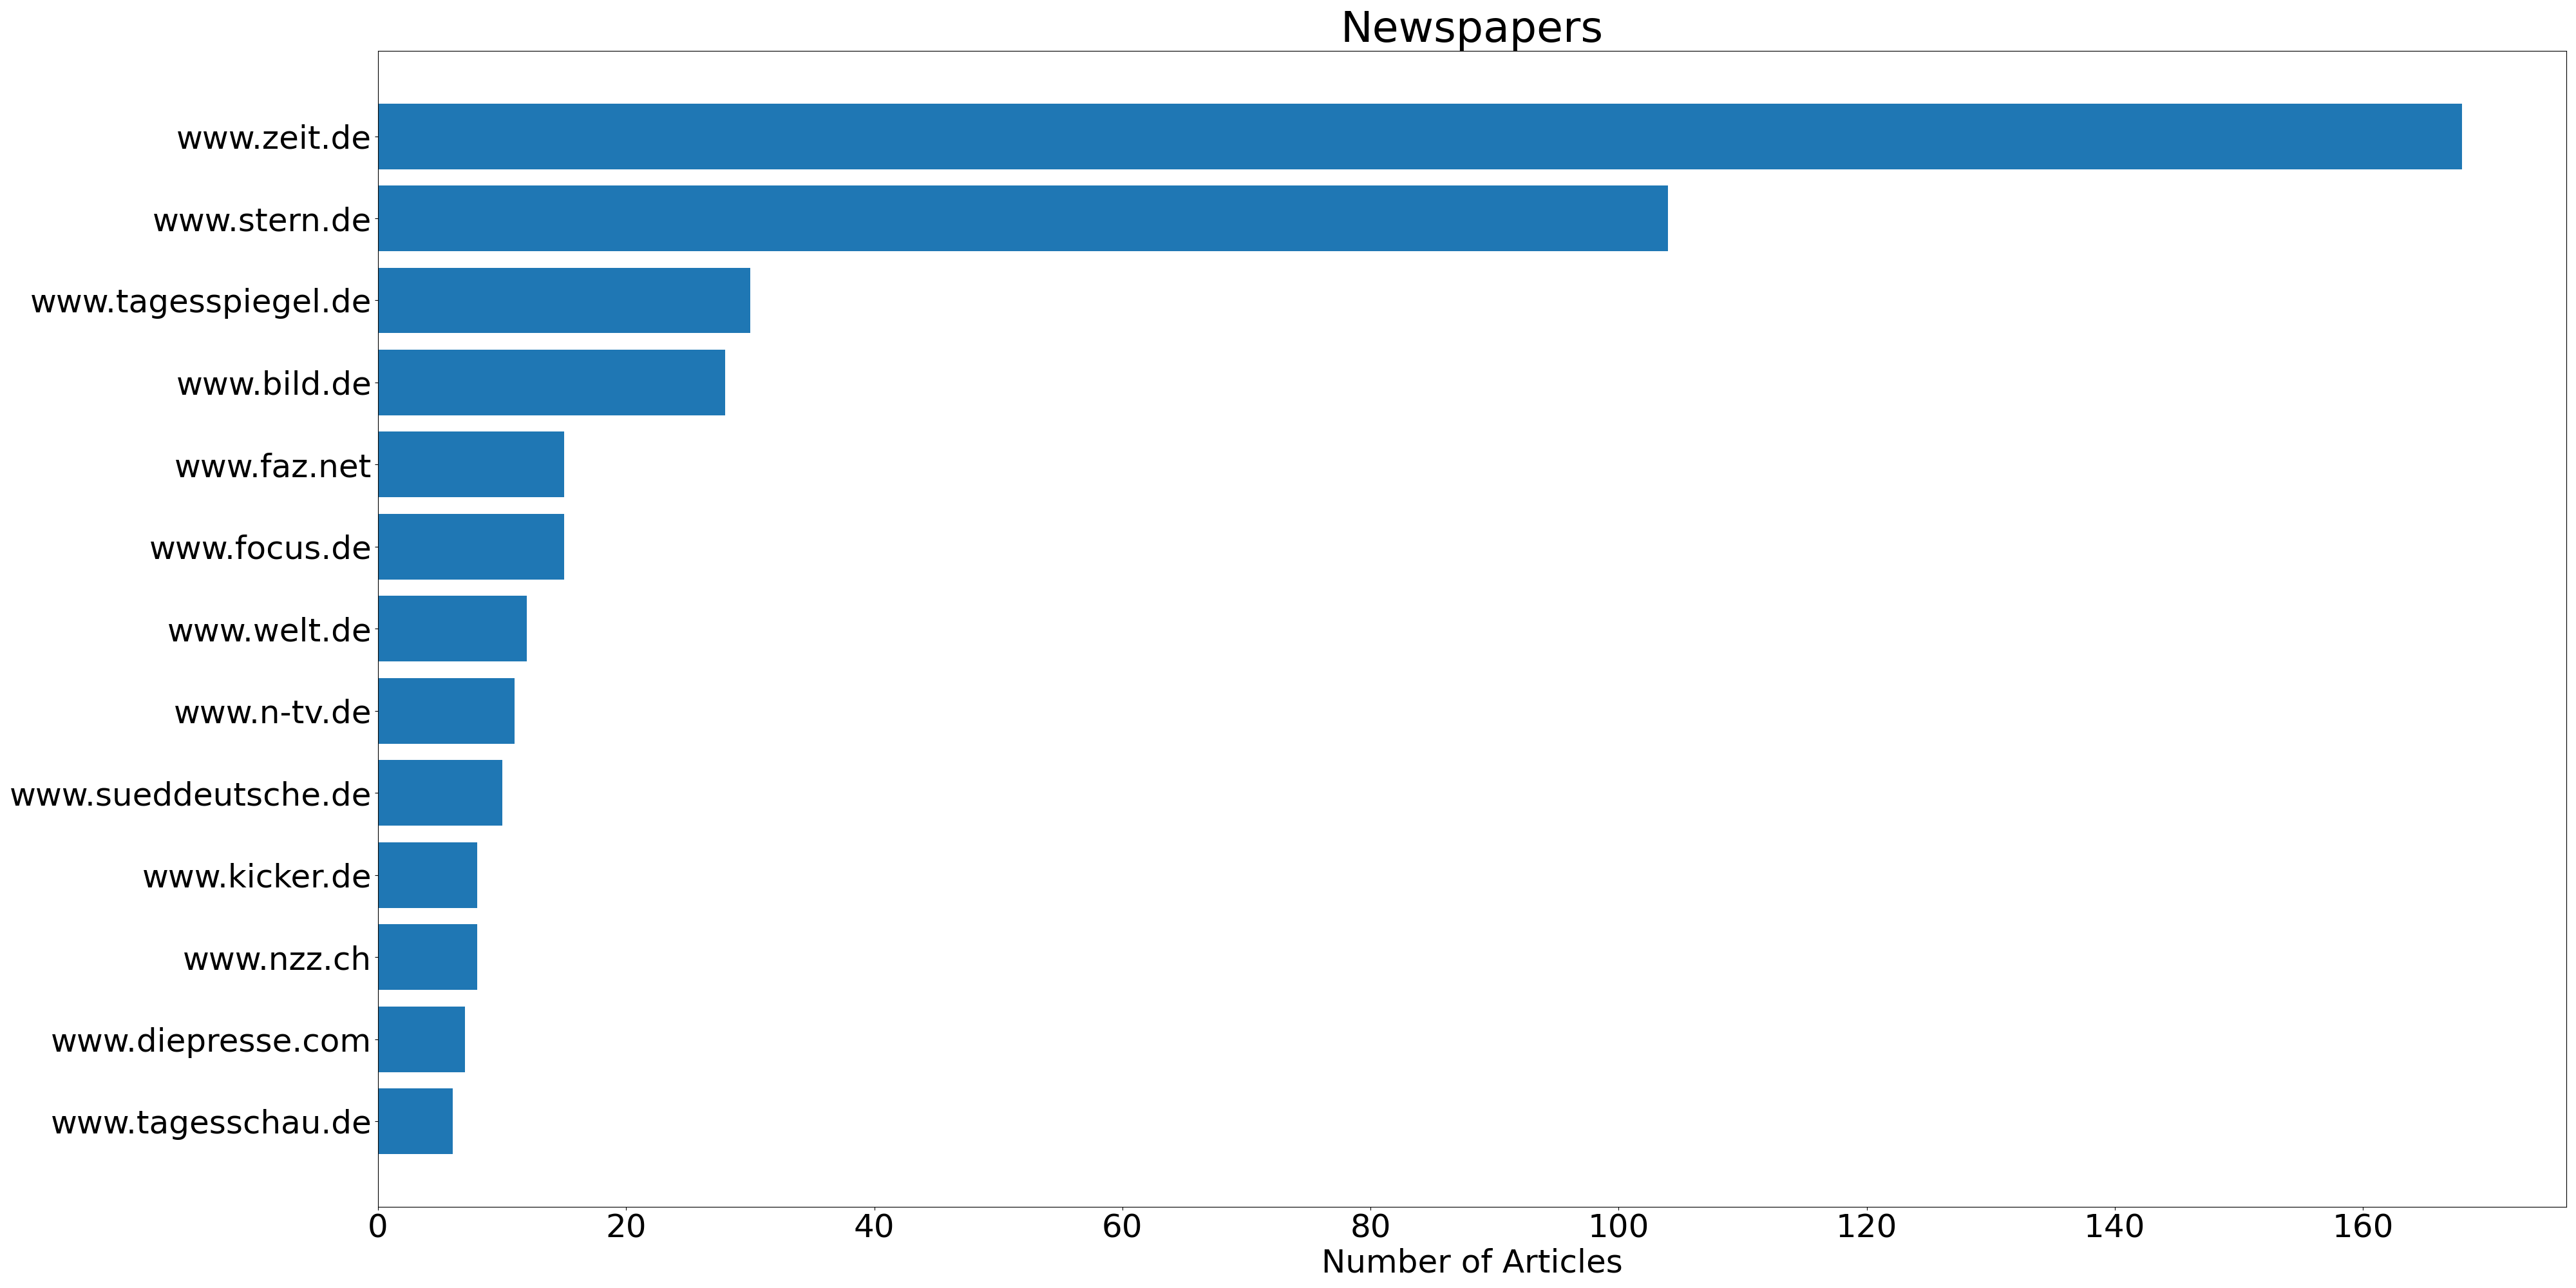 Newspapers
www.zeit.de
www.stern.de
www.tagesspiegel.de
www.bild.de
www.faz.net
www.focus.de
www.welt.de
www.n-tv.de
www.sueddeutsche.de
www.kicker.de
www.nzz.ch
www.diepresse.com
www.tagesschau.de
0 20 40 60 80 100 120 140 160
Number of Articles